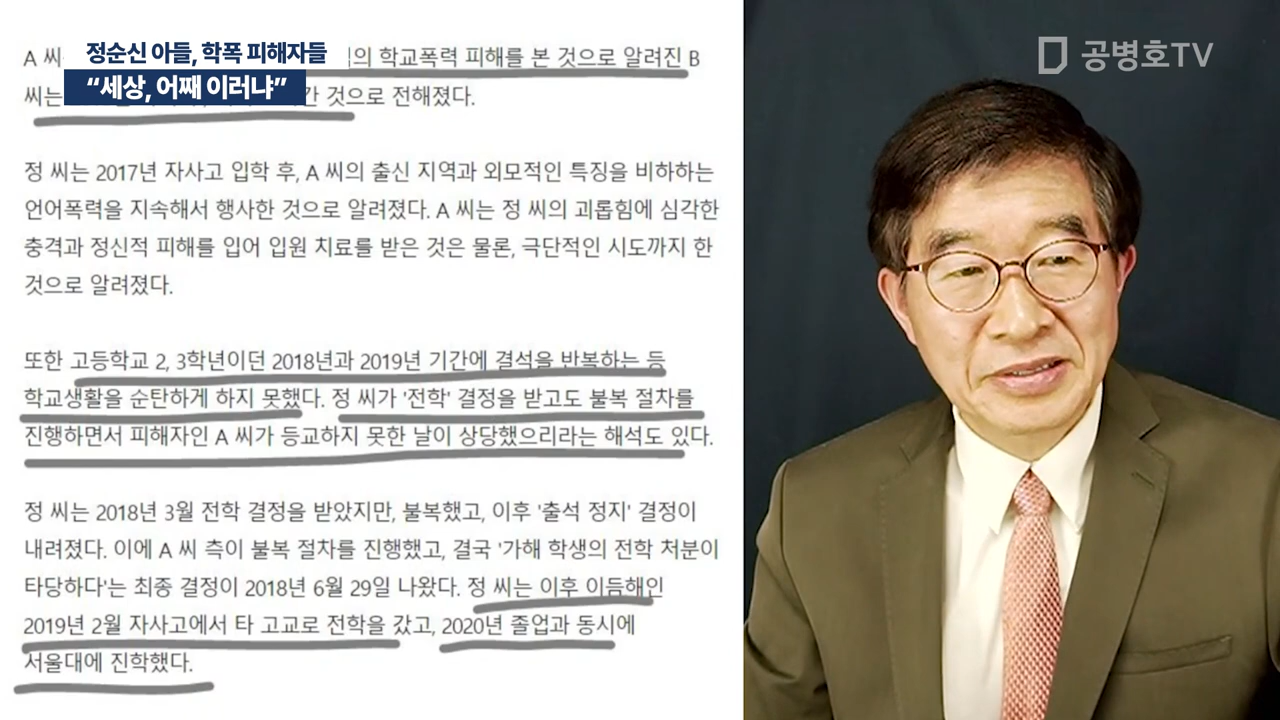 정순신 아들, 학폭 피해자들
“세상, 어째 이러냐”
공병호TV
A 씨 의 학교폭력 피해를 본 것으로 알려진 B
씨는 간 것으로 전해졌다.
정 씨는 2017년 자사고 입학 후, A 씨의 출신 지역과 외모적인 특징을 비하하는
언어폭력을 지속해서 행사한 것으로 알려졌다. A 씨는 정 씨의 괴롭힘에 심각한
충격과 정신적 피해를 입어 입원 치료를 받은 것은 물론, 극단적인 시도까지 한
것으로 알려졌다.
또한 고등학교 2, 3학년이던 2018년과 2019년 기간에 결석을 반복하는 등
학교생활을 순탄하게 하지 못했다. 정 씨가 '전학' 결정을 받고도 불복 절차를
진행하면서 피해자인 A 씨가 등교하지 못한 날이 상당했으리라는 해석도 있다.
정 씨는 2018년 3월 전학 결정을 받았지만, 불복했고, 이후 '출석 정지' 결정이
내려졌다. 이에 A 씨 측이 불복 절차를 진행했고, 결국 '가해 학생의 전학 처분이
타당하다'는 최종 결정이 2018년 6월 29일 나왔다. 정 씨는 이후 이듬해인
2019년 2월 자사고에서 타 고교로 전학을 갔고, 2020년 졸업과 동시에
서울대에 진학했다.